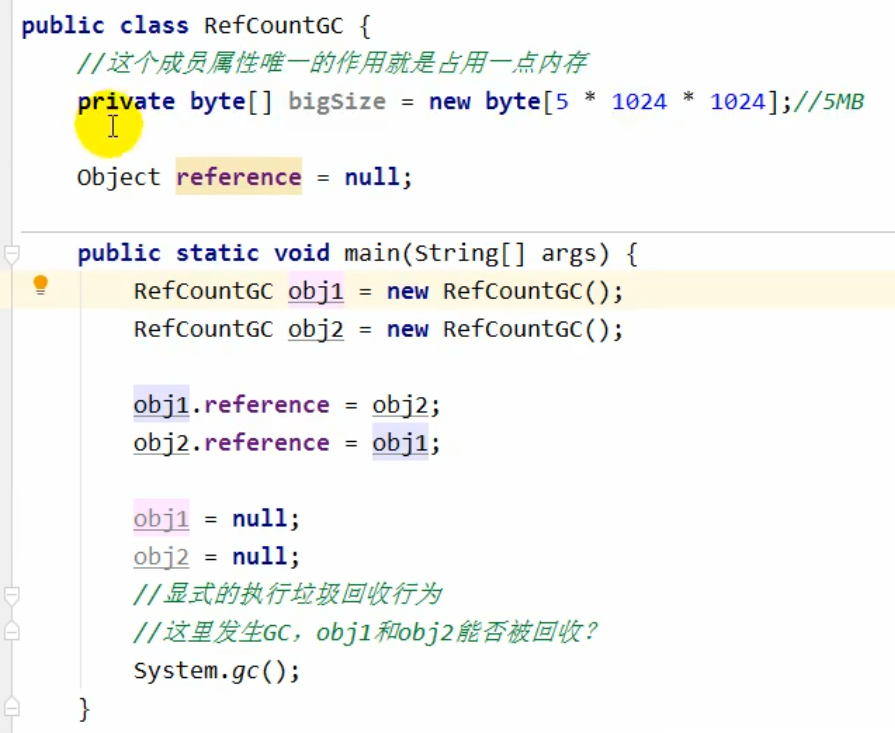 public class RefCountGC {
//这个成员属性唯一的作用就是占用一点内存
private byte[] bigSize = new byte[5 * 1024 * 1024];//5MB
Object reference = null;
public static void main(String[] args) {
RefCountGC obj1 = new RefCountGC();
RefCountGC obj2 = new RefCountGC();
obj1.reference = obj2;
obj2.reference = obj1;
obj1 = null;
obj2 = null;
//显式的执行垃圾回收行为
//这里发生GC，obj1和obj2能否被回收？
System.gc();
}